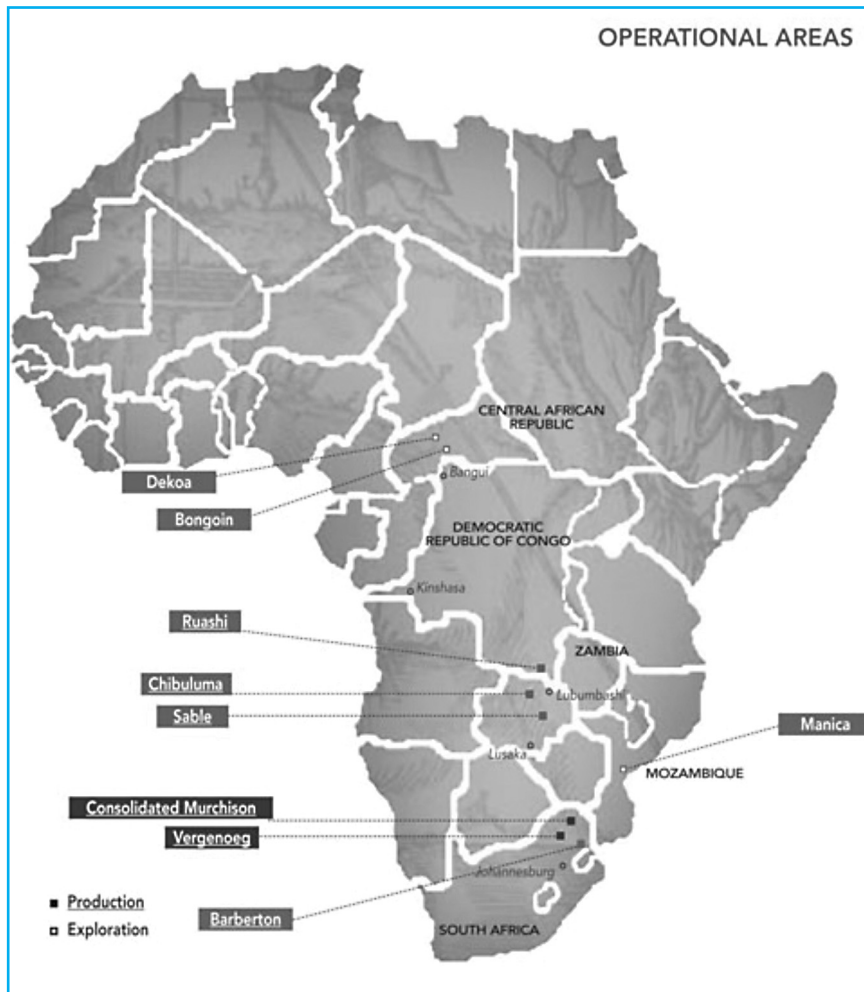 OPERATIONAL AREAS
CENTRAL AFRICAN
REPUBLIC
Dekoa
Bangui
Bongoin
DEMOCRATIC
REPUBLIC OF CONGO
Kinshasa
Ruashi
ZAMBIA
Chibuluma
Lubumbashi
Sable
Manica
Lusaka
MOZAMBIQUE
Consolidated Murchison
Vergenoeg
Johannesburg
Production
Barberton
Exploration
SOUTH AFRICA